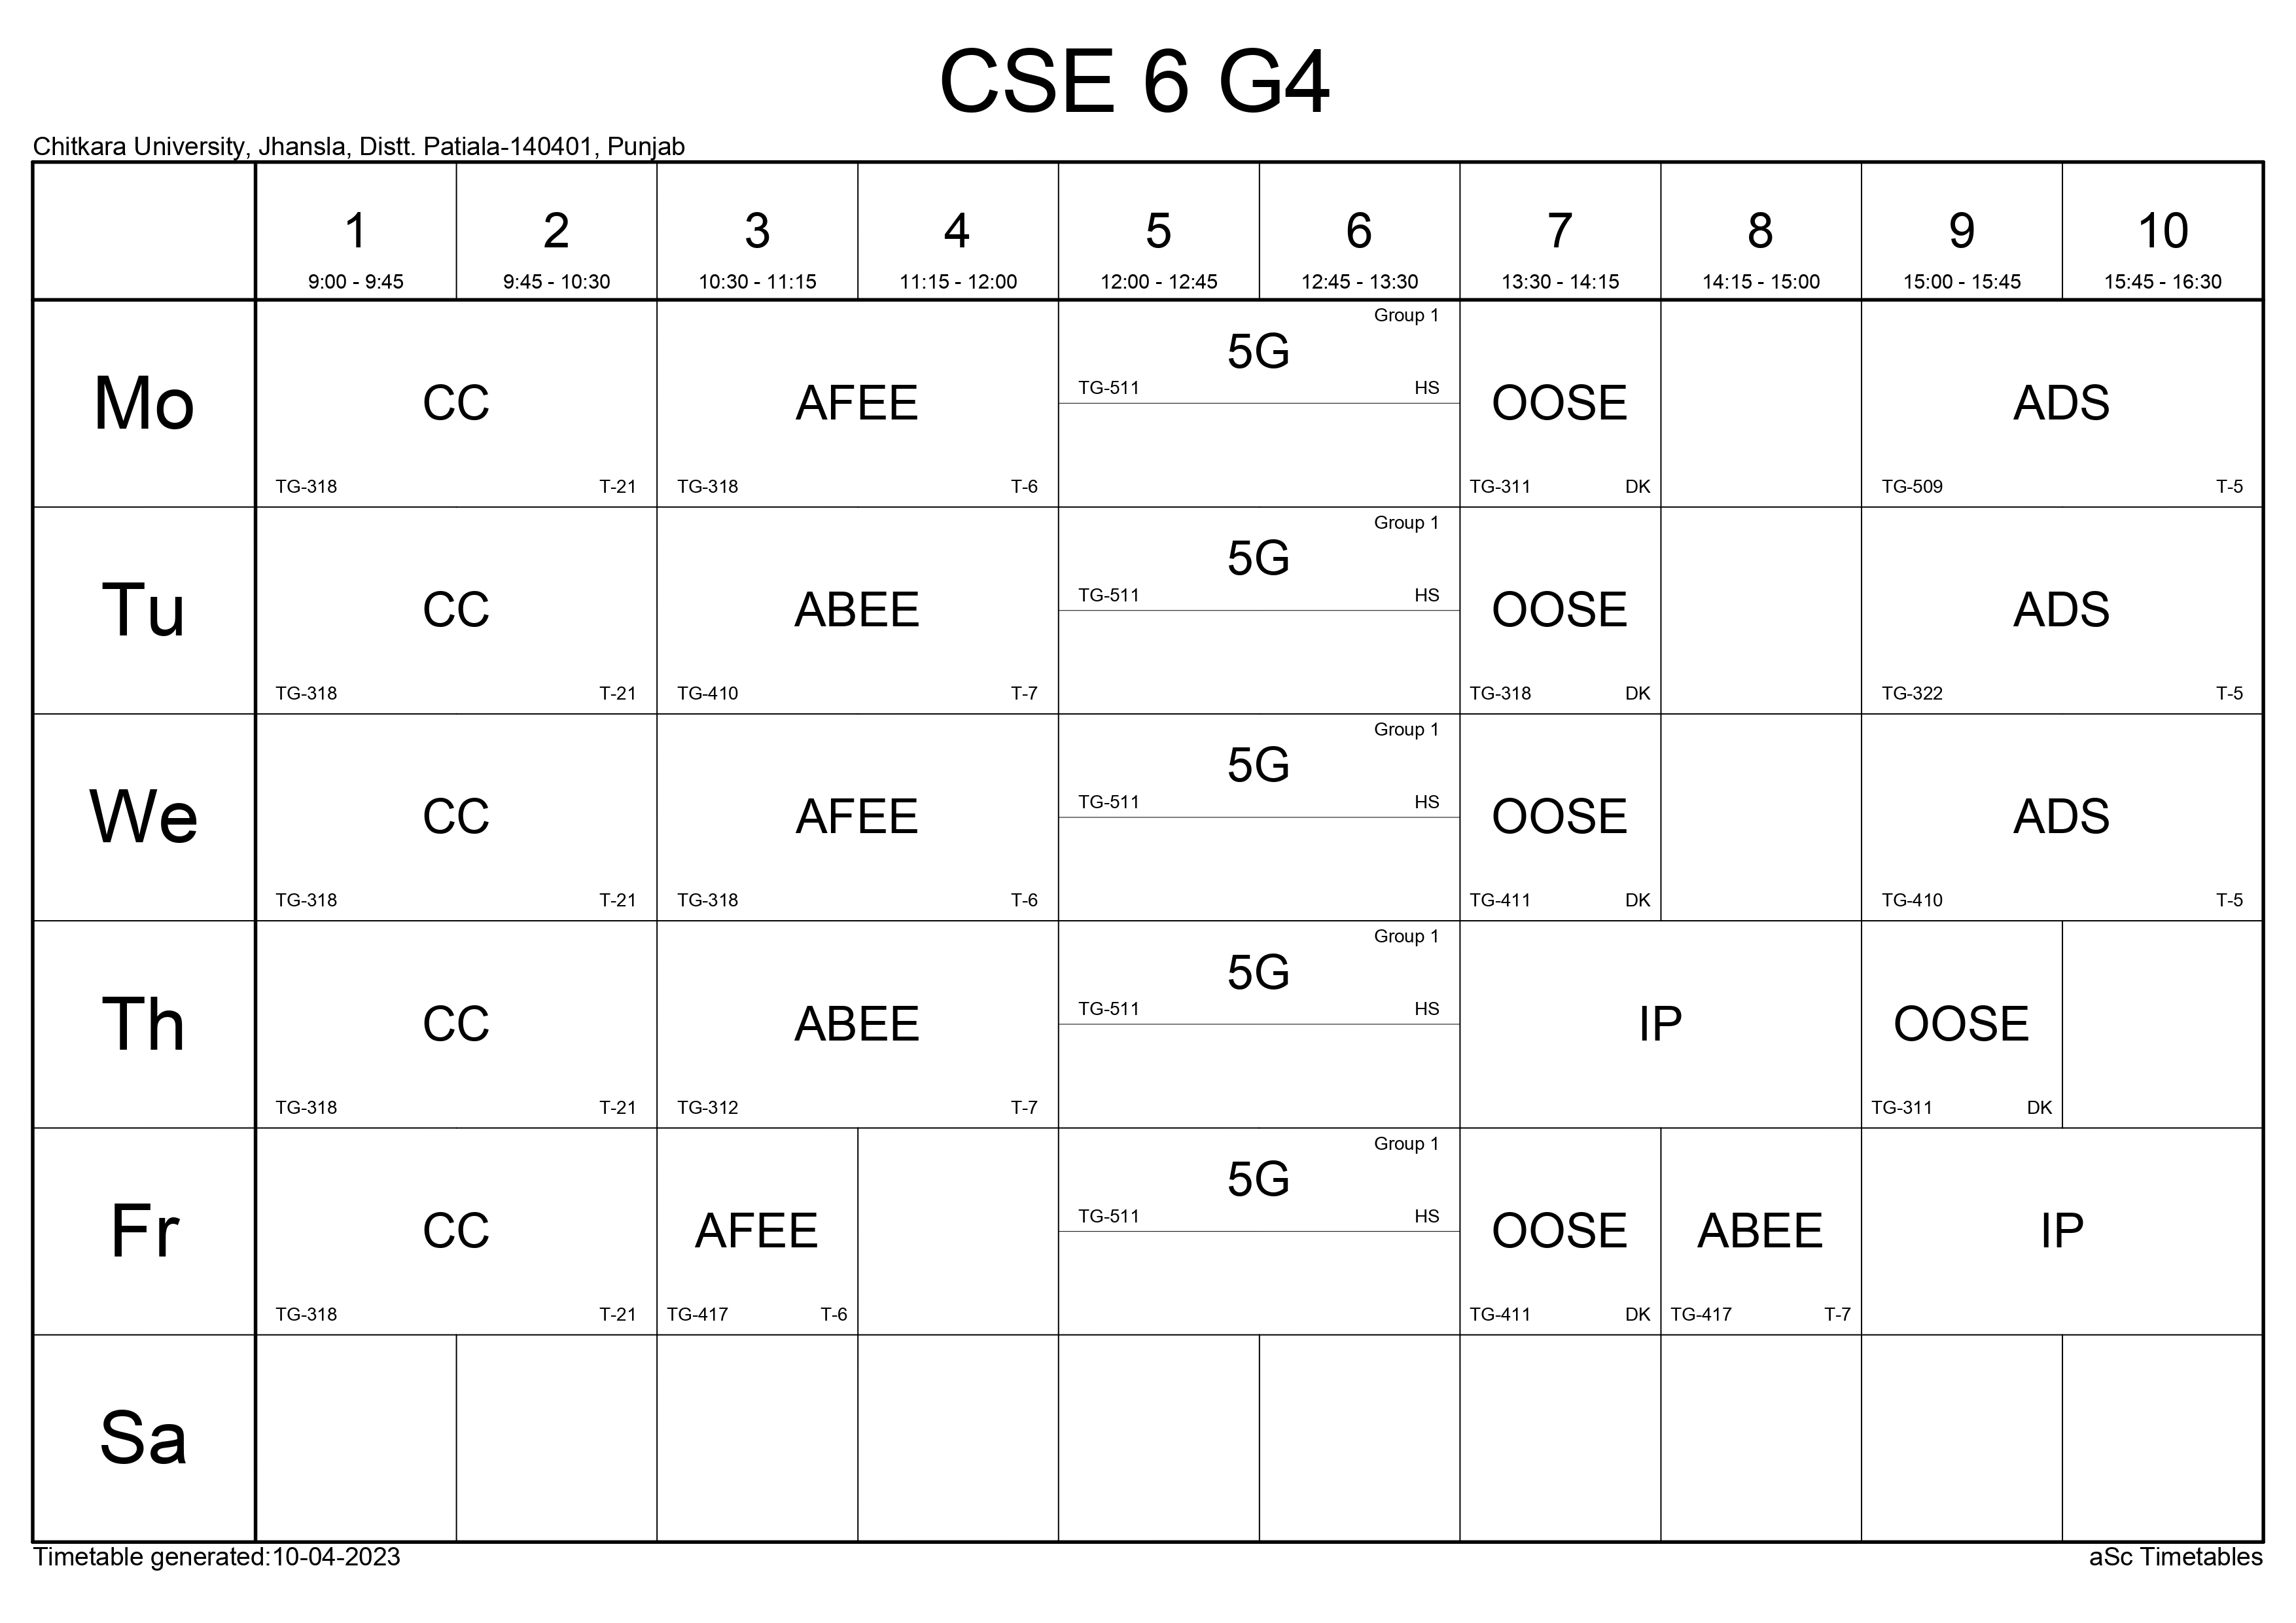 CSE 6 G4
Chitkara University, Jhansla, Distt. Patiala-140401, Punjab
1 2 3 4 5 6 7 8 9 10
9:00 - 9:45 9:45 - 10:30 10:30 - 11:15 11:15 - 12:00 12:00 - 12:45 12:45 - 13:30 13:30 - 14:15 14:15 - 15:00 15:00 - 15:45 15:45 - 16:30
Group 1
5G
TG-511 HS
Mo CC AFEE OOSE ADS
TG-318 T-21 TG-318 T-6 TG-311 DK TG-509 T-5
Group 1
5G
TG-511 HS
Tu CC ABEE OOSE ADS
TG-318 T-21 TG-410 T-7 TG-318 DK TG-322 T-5
Group 1
5G
TG-511 HS
We CC AFEE OOSE ADS
TG-318 T-21 TG-318 T-6 TG-411 DK TG-410 T-5
Group 1
5G
TG-511 HS
Th CC ABEE IP OOSE
TG-318 T-21 TG-312 T-7 TG-311 DK
Group 1
5G
TG-511 HS
Fr CC AFEE OOSE ABEE IP
TG-318 T-21 TG-417 T-6 TG-411 DK TG-417 T-7
Sa
Timetable generated:10-04-2023 aSc Timetables